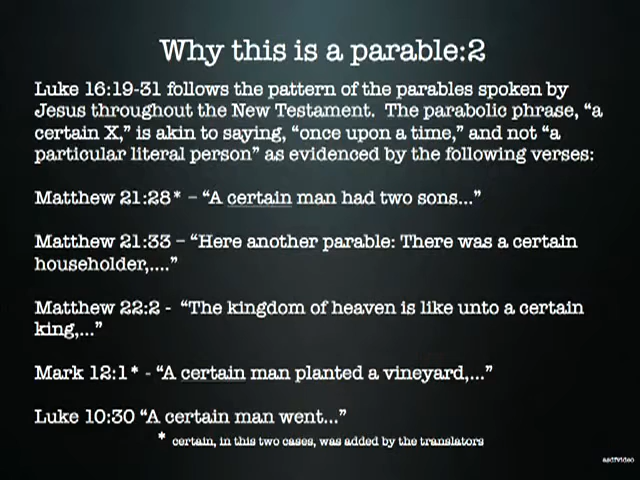 Why this is a parable:2
Luke 16:19-31 follows the pattern of the parables spoken by
Jesus throughout the New Testament. The parabolic phrase, “a
certain X,” is akin to saying, “once upon a time,” and not “a
particular literal person” as evidenced by the following verses:
Matthew 21:28* – “A certain man had two sons...”
Matthew 21:33 – “Here another parable: There was a certain
householder,....”
Matthew 22:2 - “The kingdom of heaven is like unto a certain
king,...”
Mark 12:1* - “A certain man planted a vineyard,...”
Luke 10:30 “A certain man went...”
* certain, in this two cases, was added by the translators